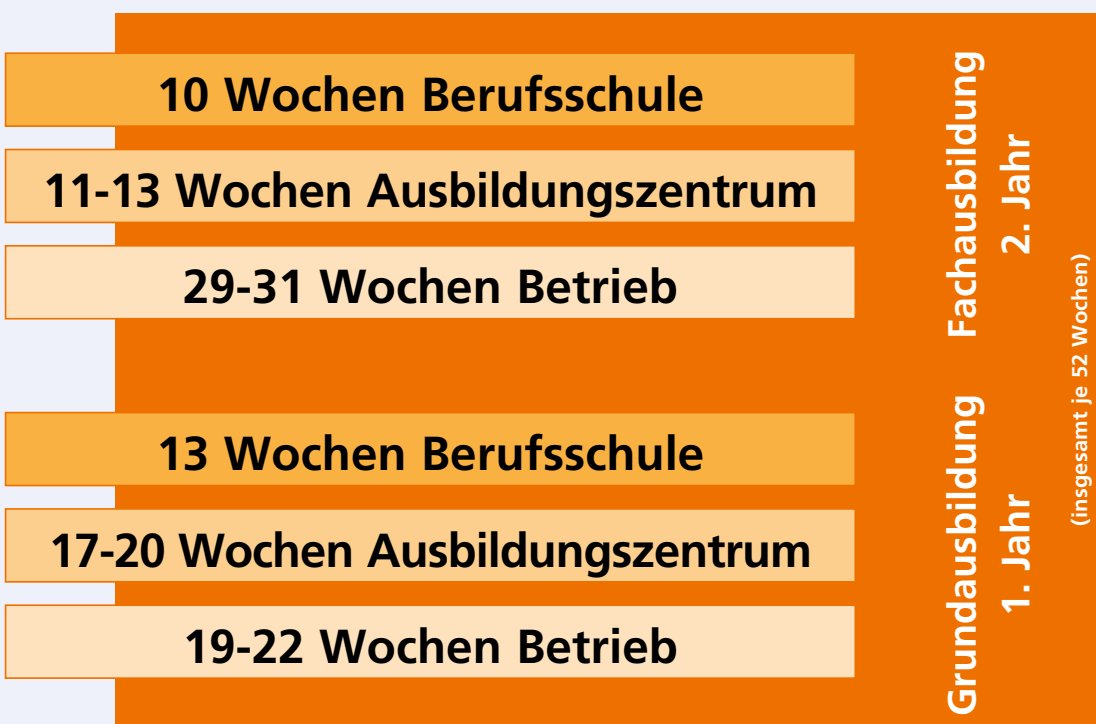 10 Wochen Berufsschule
11-13 Wochen Ausbildungszentrum
29-31 Wochen Betrieb
Fachausbildung
2. Jahr
13 Wochen Berufsschule
17-20 Wochen Ausbildungszentrum
19-22 Wochen Betrieb
Grundausbildung
1. Jahr
(insgesamt je 52 Wochen)